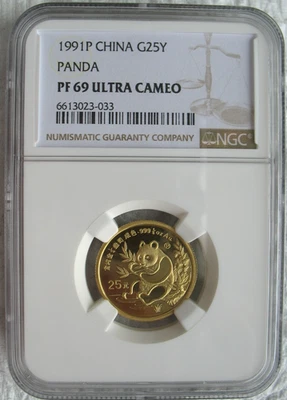 1991P CHINA G25Y
PANDA
PF 69 ULTRA CAMEO
6613023-033
NUMISMATIC GUARANTY COMPANY
NGC
25元